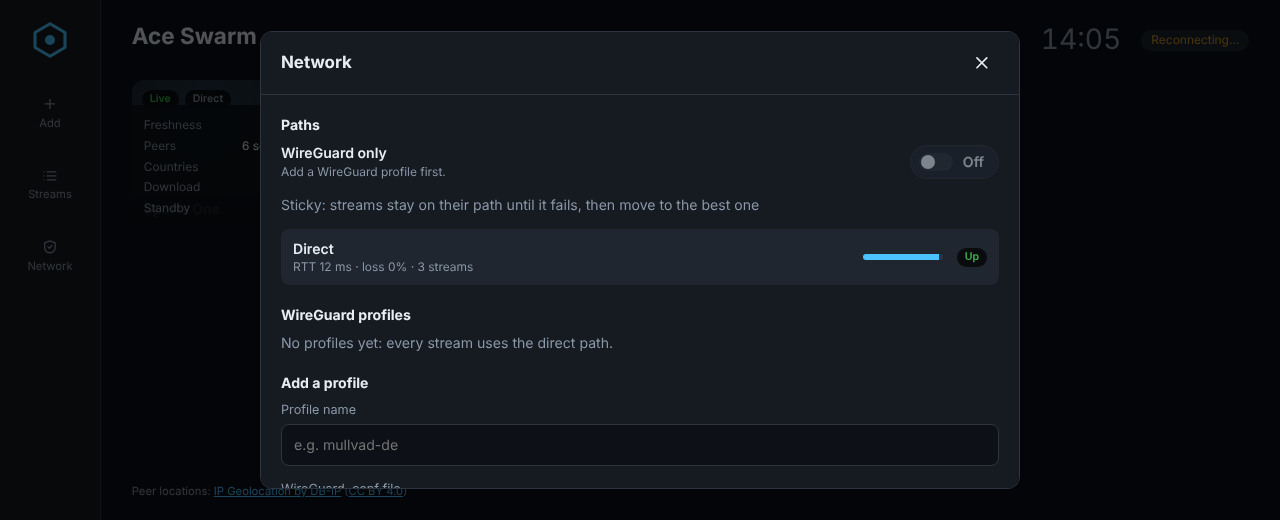 Ace Swarm
14:05
Reconnecting...
Add
Streams
Network
Live
Direct
Freshness
Peers
6
Countries
Download
Standby
Peer locations: IP Geolocation by DB-IP (CC BY 4.0)
Network
Paths
WireGuard only
Add a WireGuard profile first.
Off
Sticky: streams stay on their path until it fails, then move to the best one
Direct
RTT 12 ms · loss 0% · 3 streams
Up
WireGuard profiles
No profiles yet: every stream uses the direct path.
Add a profile
Profile name
e.g. mullvad-de
WireGuard .conf file